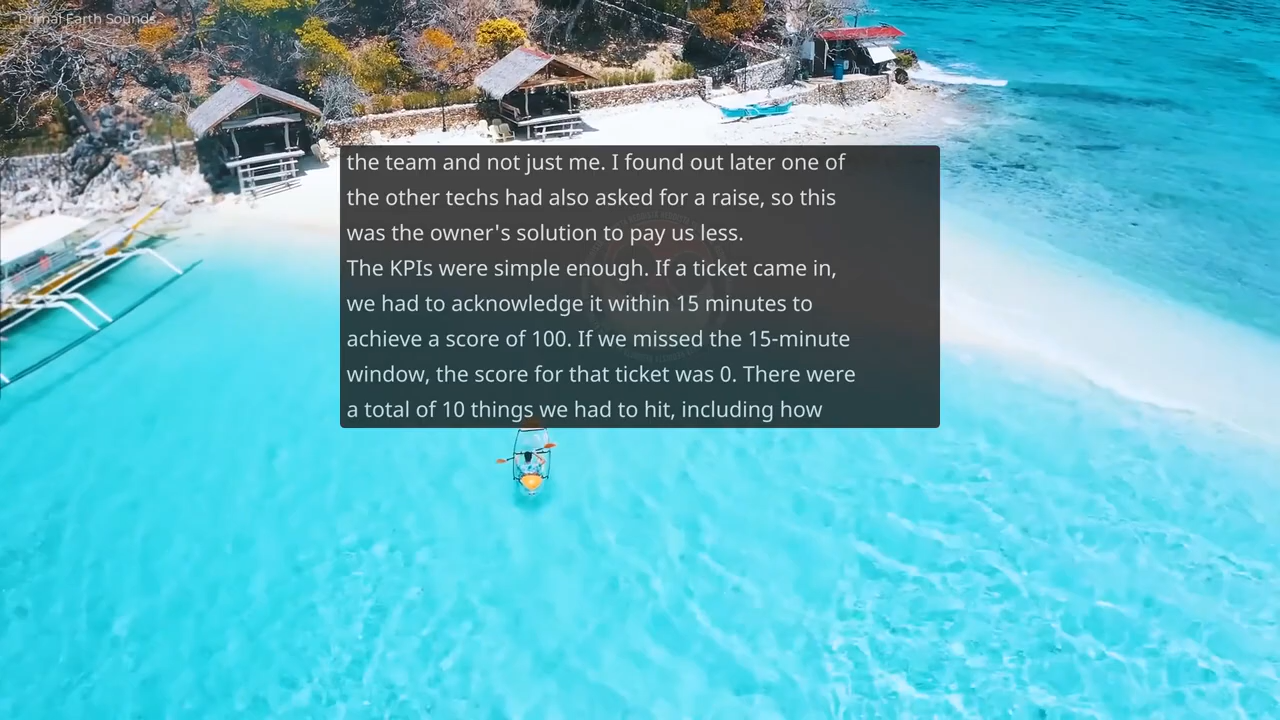 Primal Earth Sounds
the team and not just me. I found out later one of
the other techs had also asked for a raise, so this
was the owner's solution to pay us less.
The KPIs were simple enough. If a ticket came in,
we had to acknowledge it within 15 minutes to
achieve a score of 100. If we missed the 15-minute
window, the score for that ticket was 0. There were
a total of 10 things we had to hit, including how